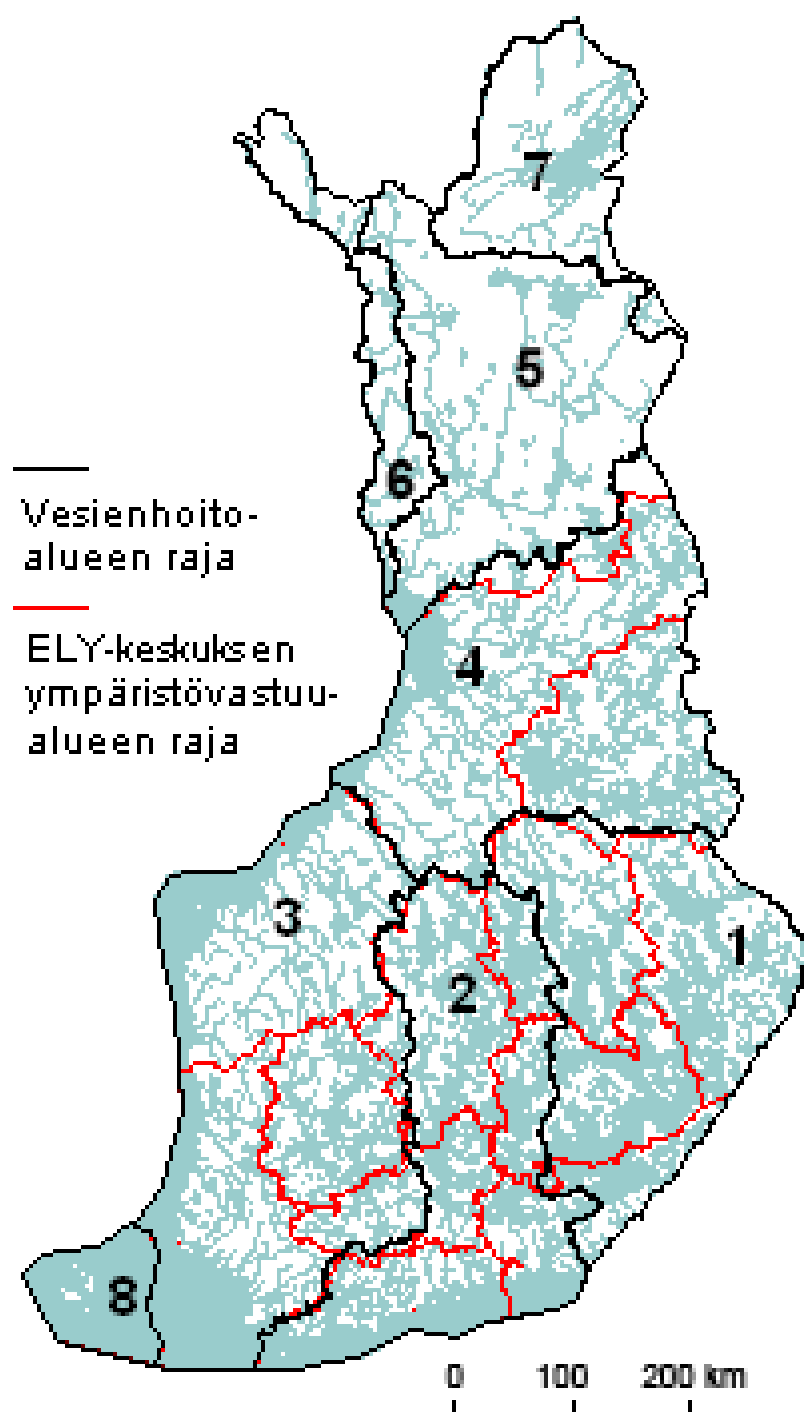 7
5
6
Vesienhoito-
alueen raja
ELY-keskuksen
ympäristövastuu-
alueen raja
4
3
1
2
8
0 100 200 km